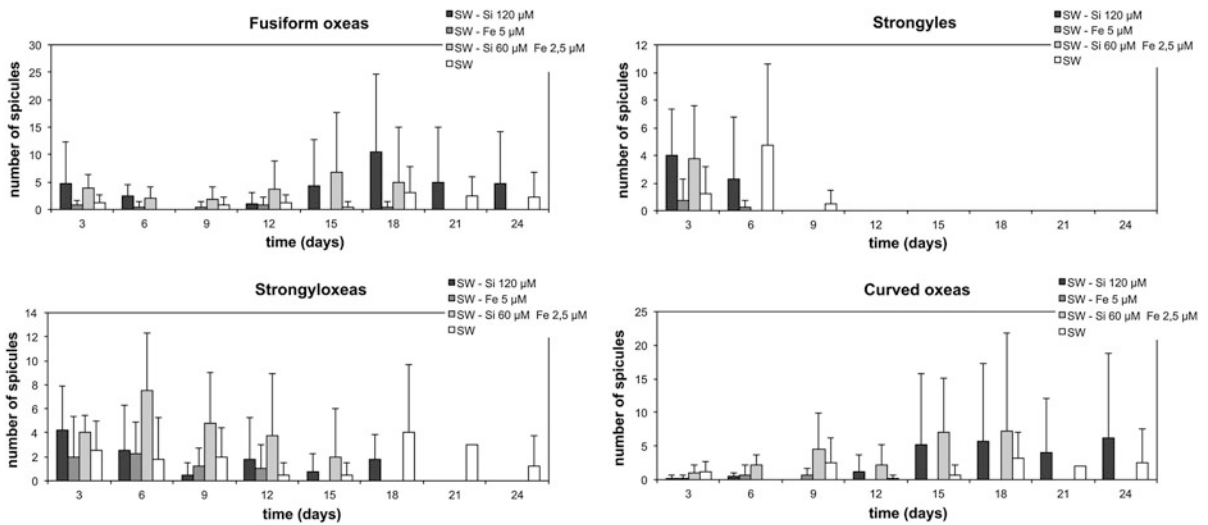 Fusiform oxeas
SW - Si 120 µM
SW - Fe 5 µM
SW - Si 60 µM Fe 2,5 µM
SW
number of spicules
30
25
20
15
10
5
0
3 6 9 12 15 18 21 24
time (days)
Strongyles
SW - Si 120 µM
SW - Fe 5 µM
SW - Si 60 µM Fe 2,5 µM
SW
number of spicules
12
10
8
6
4
2
0
3 6 9 12 15 18 21 24
time (days)
Strongyloxeas
SW - Si 120 µM
SW - Fe 5 µM
SW - Si 60 µM Fe 2,5 µM
SW
number of spicules
14
12
10
8
6
4
2
0
3 6 9 12 15 18 21 24
time (days)
Curved oxeas
SW - Si 120 µM
SW - Fe 5 µM
SW - Si 60 µM Fe 2,5 µM
SW
number of spicules
25
20
15
10
5
0
3 6 9 12 15 18 21 24
time (days)